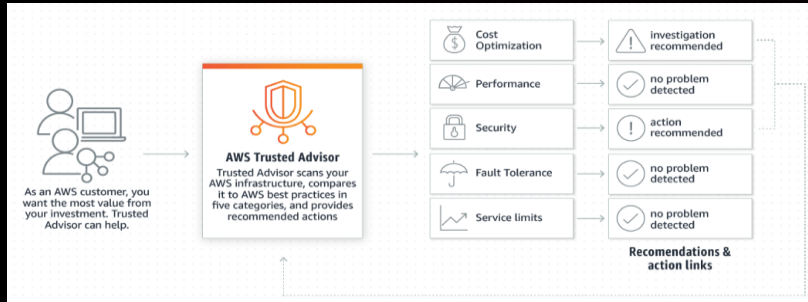 As an AWS customer, you
want the most value from
your investment. Trusted
Advisor can help.
AWS Trusted Advisor
Trusted Advisor scans your
AWS infrastructure, compares
it to AWS best practices in
five categories, and provides
recommended actions
Cost
Optimization
investigation
recommended
Performance
no problem
detected
Security
action
recommended
Fault Tolerance
no problem
detected
Service limits
no problem
detected
Recomendations &
action links